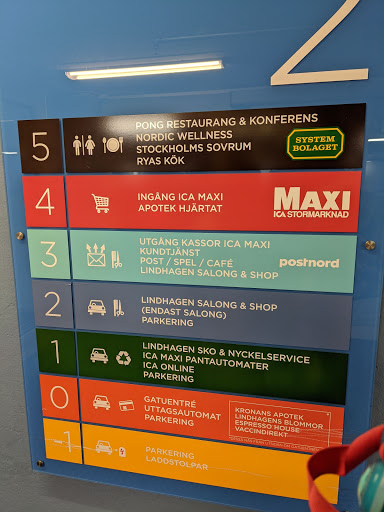 2
5
PONG RESTAURANG & KONFERENS
NORDIC WELLNESS
STOCKHOLMS SOVRUM
RYAS KÖK
SYSTEM
BOLAGET
4
INGÅNG ICA MAXI
APOTEK HJÄRTAT
MAXI
ICA STORMARKNAD
3
UTGÅNG KASSOR ICA MAXI
KUNDTJÄNST
POST / SPEL / CAFÉ
LINDHAGEN SALONG & SHOP
postnord
2
LINDHAGEN SALONG & SHOP
(ENDAST SALONG)
PARKERING
1
LINDHAGEN SKO & NYCKELSERVICE
ICA MAXI PANTAUTOMATER
ICA ONLINE
PARKERING
0
GATUENTRÉ
UTTAGSAUTOMAT
PARKERING
KRONANS APOTEK
LINDHAGENS BLOMMOR
ESPRESSO HOUSE
VACCINDIREKT
-1
PARKERING
LADDSTOLPAR